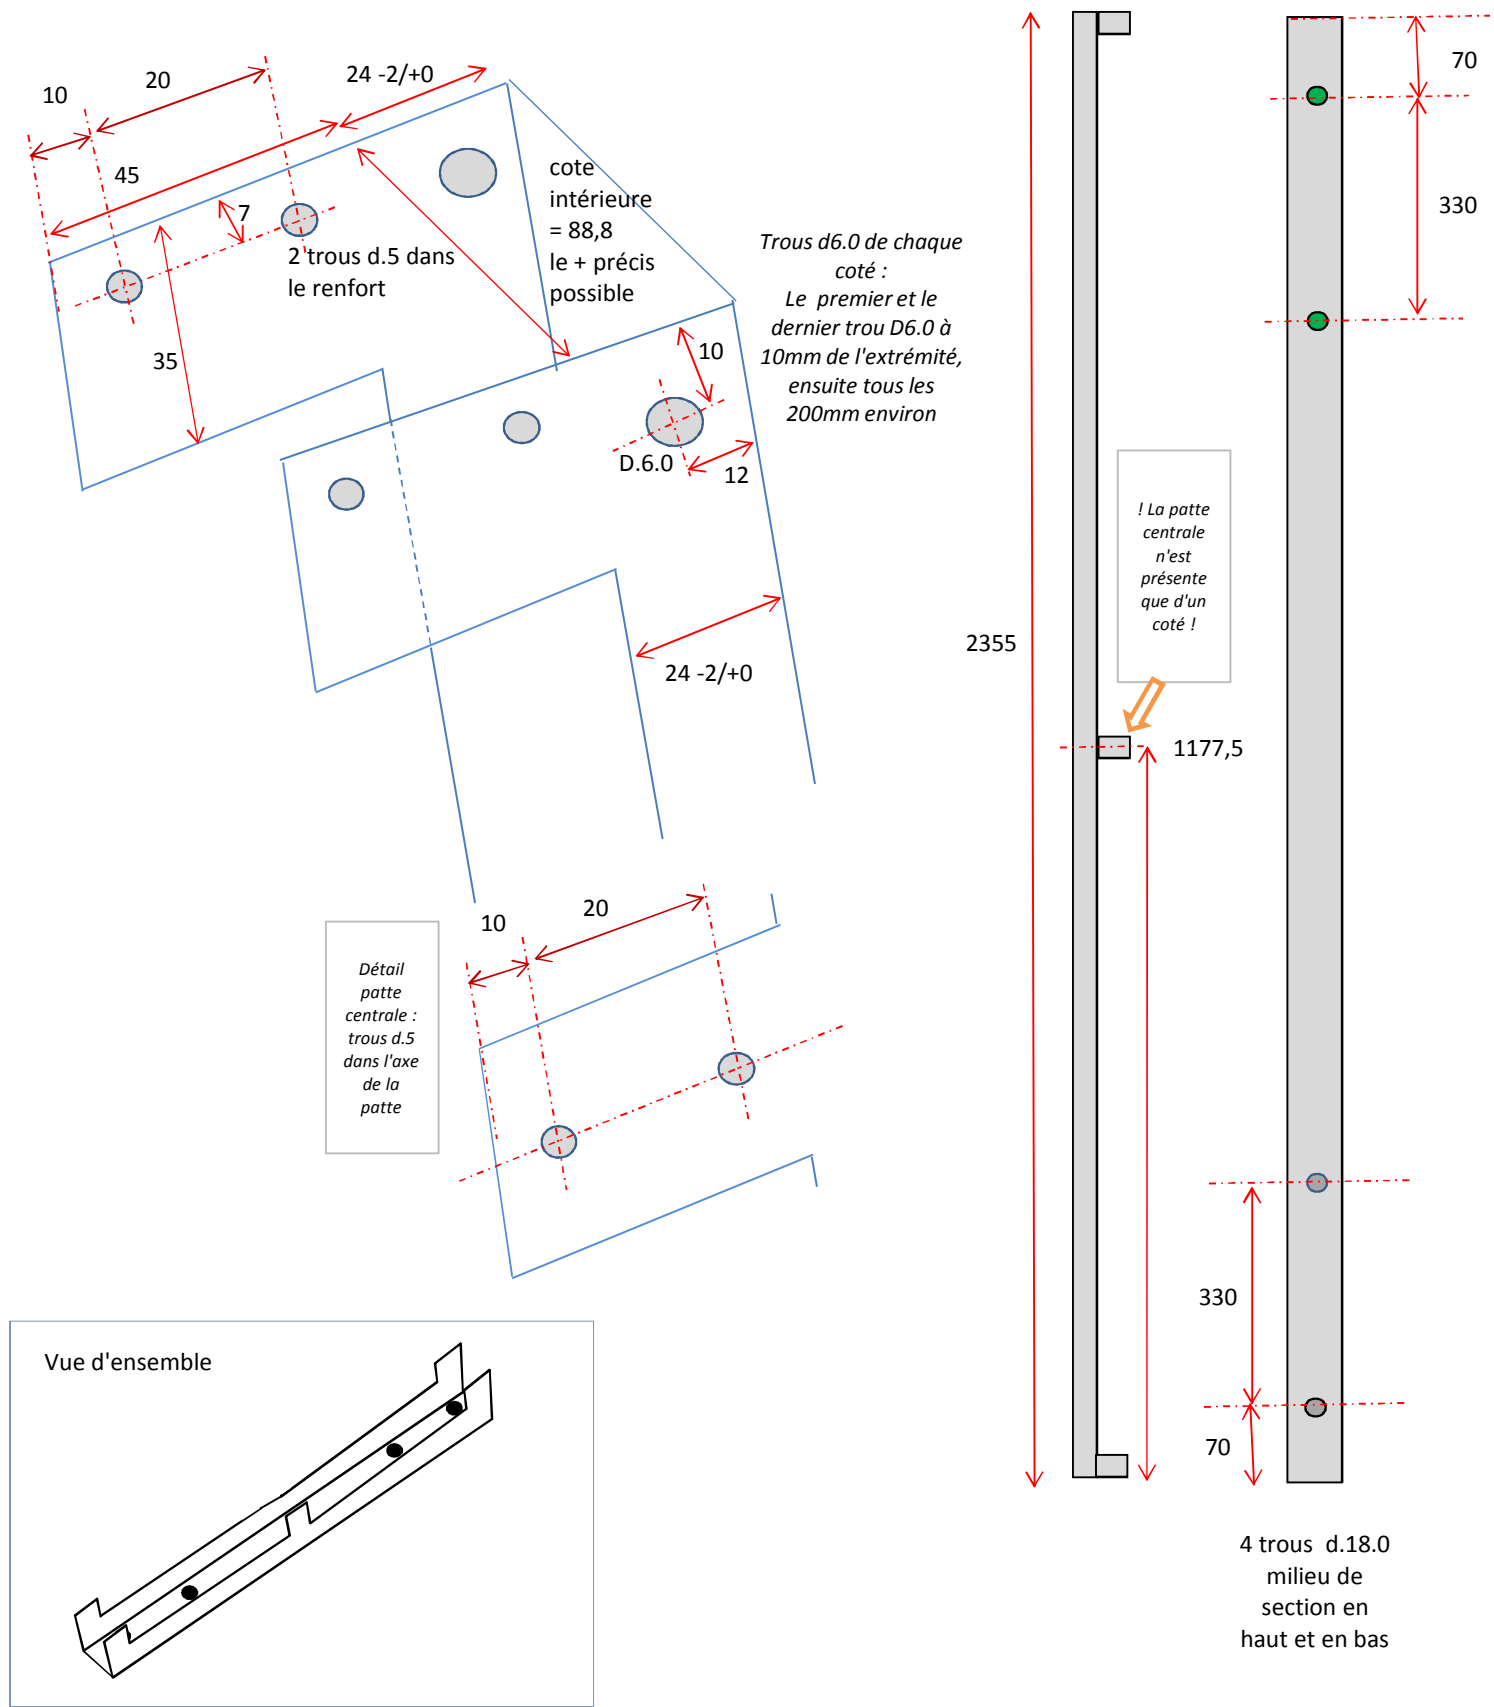 10
20
24 -2/+0
45
7
2 trous d.5 dans
le renfort
35
cote
intérieure
= 88,8
le + précis
possible
Trous d6.0 de chaque
coté :
Le  premier et le
dernier trou D6.0 à
10mm de l'extrémité,
ensuite tous les
200mm environ
10
D.6.0
12
24 -2/+0
! La patte
centrale
n'est
présente
que d'un
coté !
2355
1177,5
70
330
330
70
4 trous  d.18.0
milieu de
section en
haut et en bas
10
20
Détail
patte
centrale :
trous d.5
dans l'axe
de la
patte
Vue d'ensemble